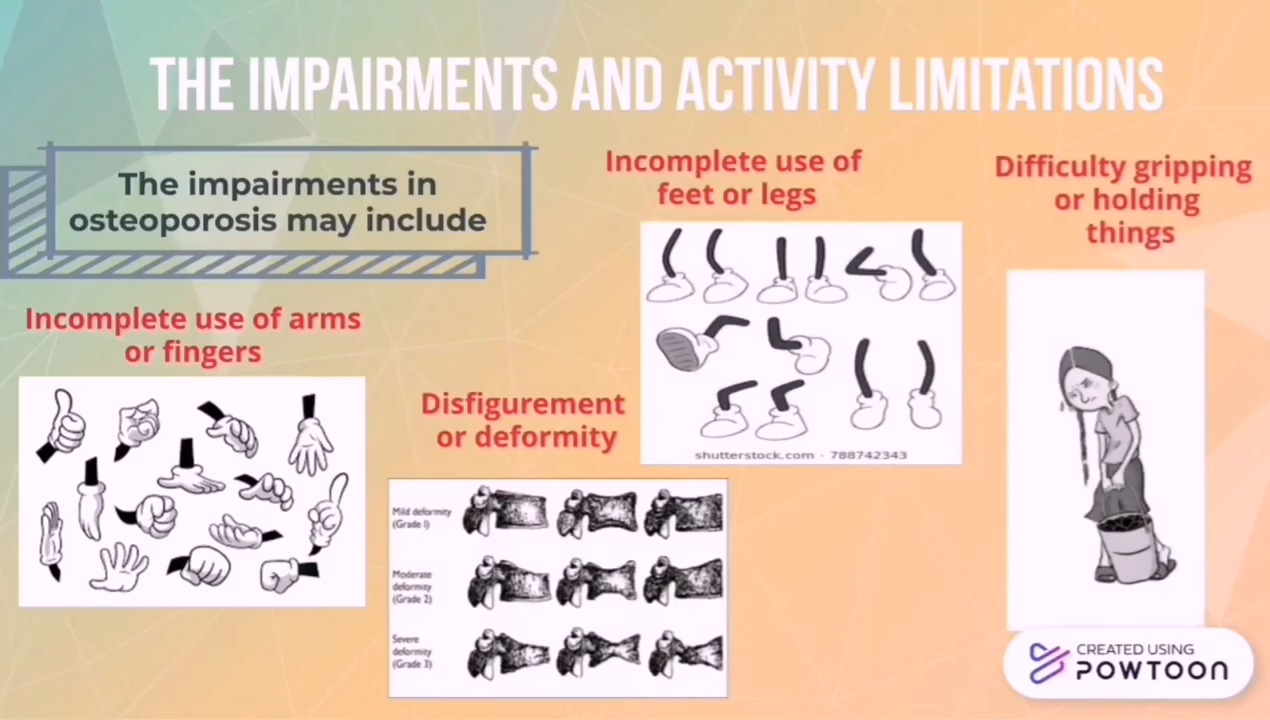 THE IMPAIRMENTS AND ACTIVITY LIMITATIONS
The impairments in
osteoporosis may include
Incomplete use of
feet or legs
Difficulty gripping
or holding
things
Incomplete use of arms
or fingers
Disfigurement
or deformity
shutterstock.com · 788742343
Mild deformity
(Grade I)
Moderate
deformity
(Grade 2)
Severe
deformity
(Grade 3)
CREATED USING
POWTOON